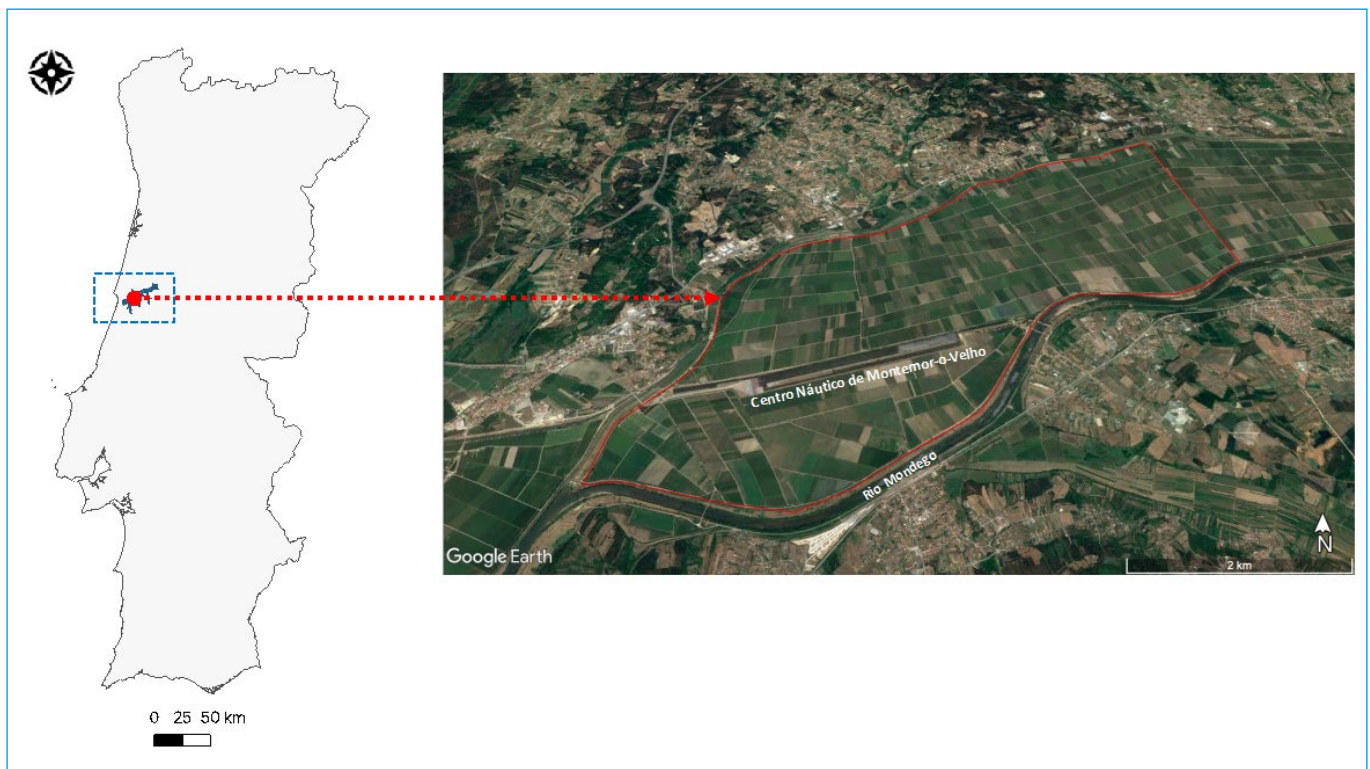 Centro Náutico de Montemor-o-Velho
Rio Mondego
Google Earth
N
2 km
0 25 50 km